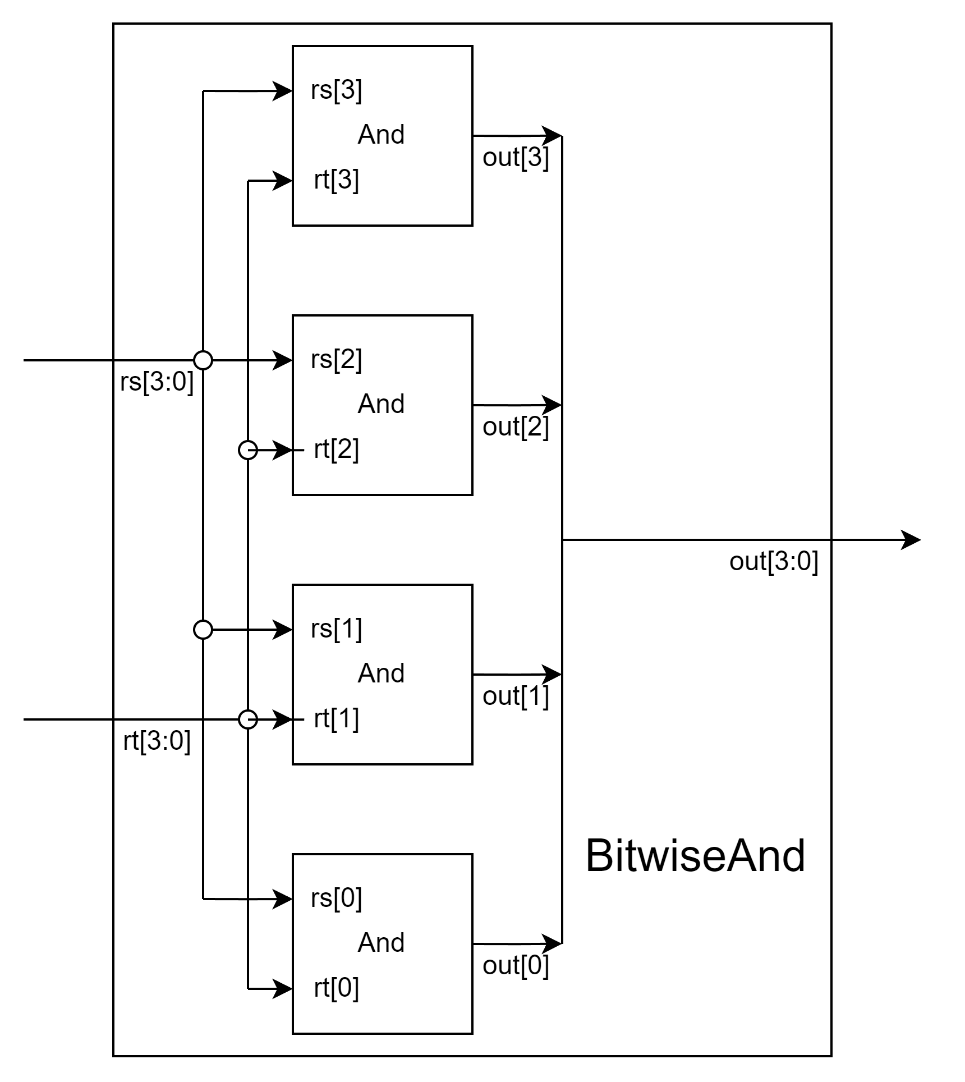 rs[3]
And
out[3]
rt[3]
rs[2]
rs[3:0]
And
out[2]
rt[2]
out[3:0]
rs[1]
And
out[1]
rt[1]
rt[3:0]
BitwiseAnd
rs[0]
And
out[0]
rt[0]